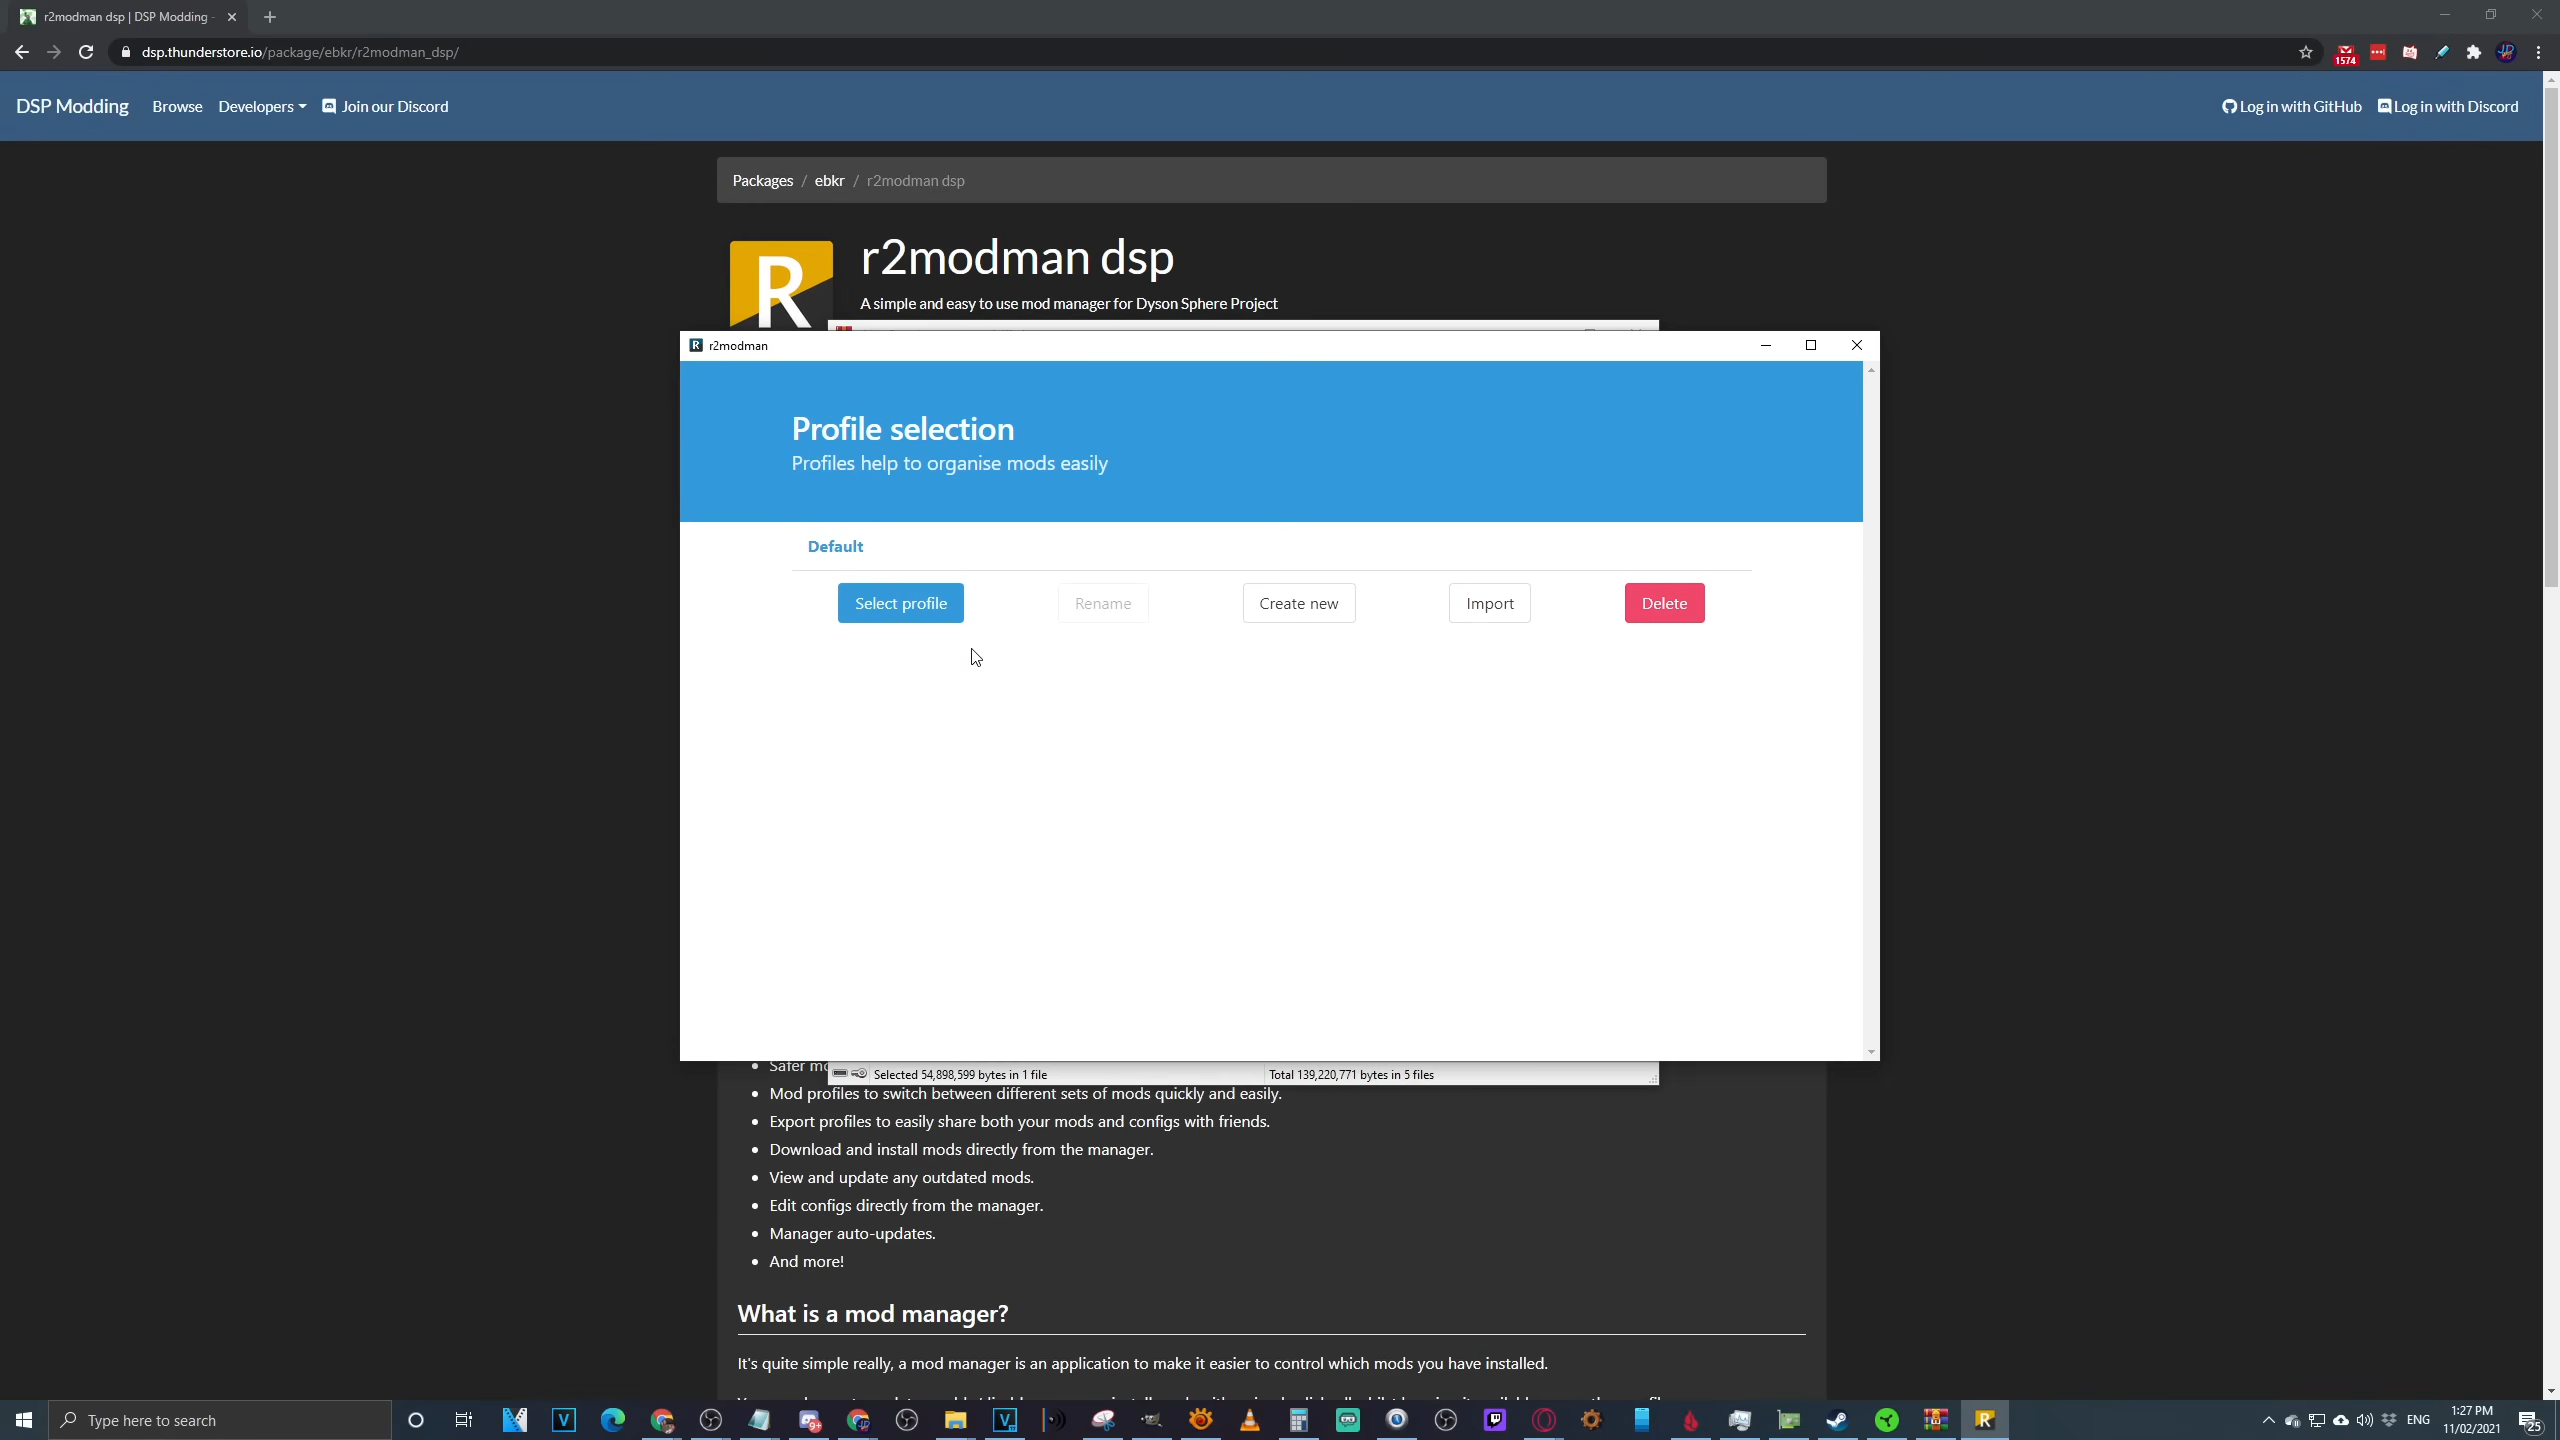 r2modman dsp | DSP Modding -
dsp.thunderstore.io/package/ebkr/r2modman_dsp/
1574
DSP Modding Browse Developers Join our Discord Log in with GitHub Log in with Discord
Packages / ebkr / r2modman dsp
R
r2modman dsp
A simple and easy to use mod manager for Dyson Sphere Project
R r2modman
Profile selection
Profiles help to organise mods easily
Default
Select profile Rename Create new Import Delete
Safer
Selected 54,898,599 bytes in 1 file Total 139,220,771 bytes in 5 files
• Mod profiles to switch between different sets of mods quickly and easily.
• Export profiles to easily share both your mods and configs with friends.
• Download and install mods directly from the manager.
• View and update any outdated mods.
• Edit configs directly from the manager.
• Manager auto-updates.
• And more!
What is a mod manager?
It's quite simple really, a mod manager is an application to make it easier to control which mods you have installed.
Type here to search
ENG
1:27 PM
11/02/2021
25